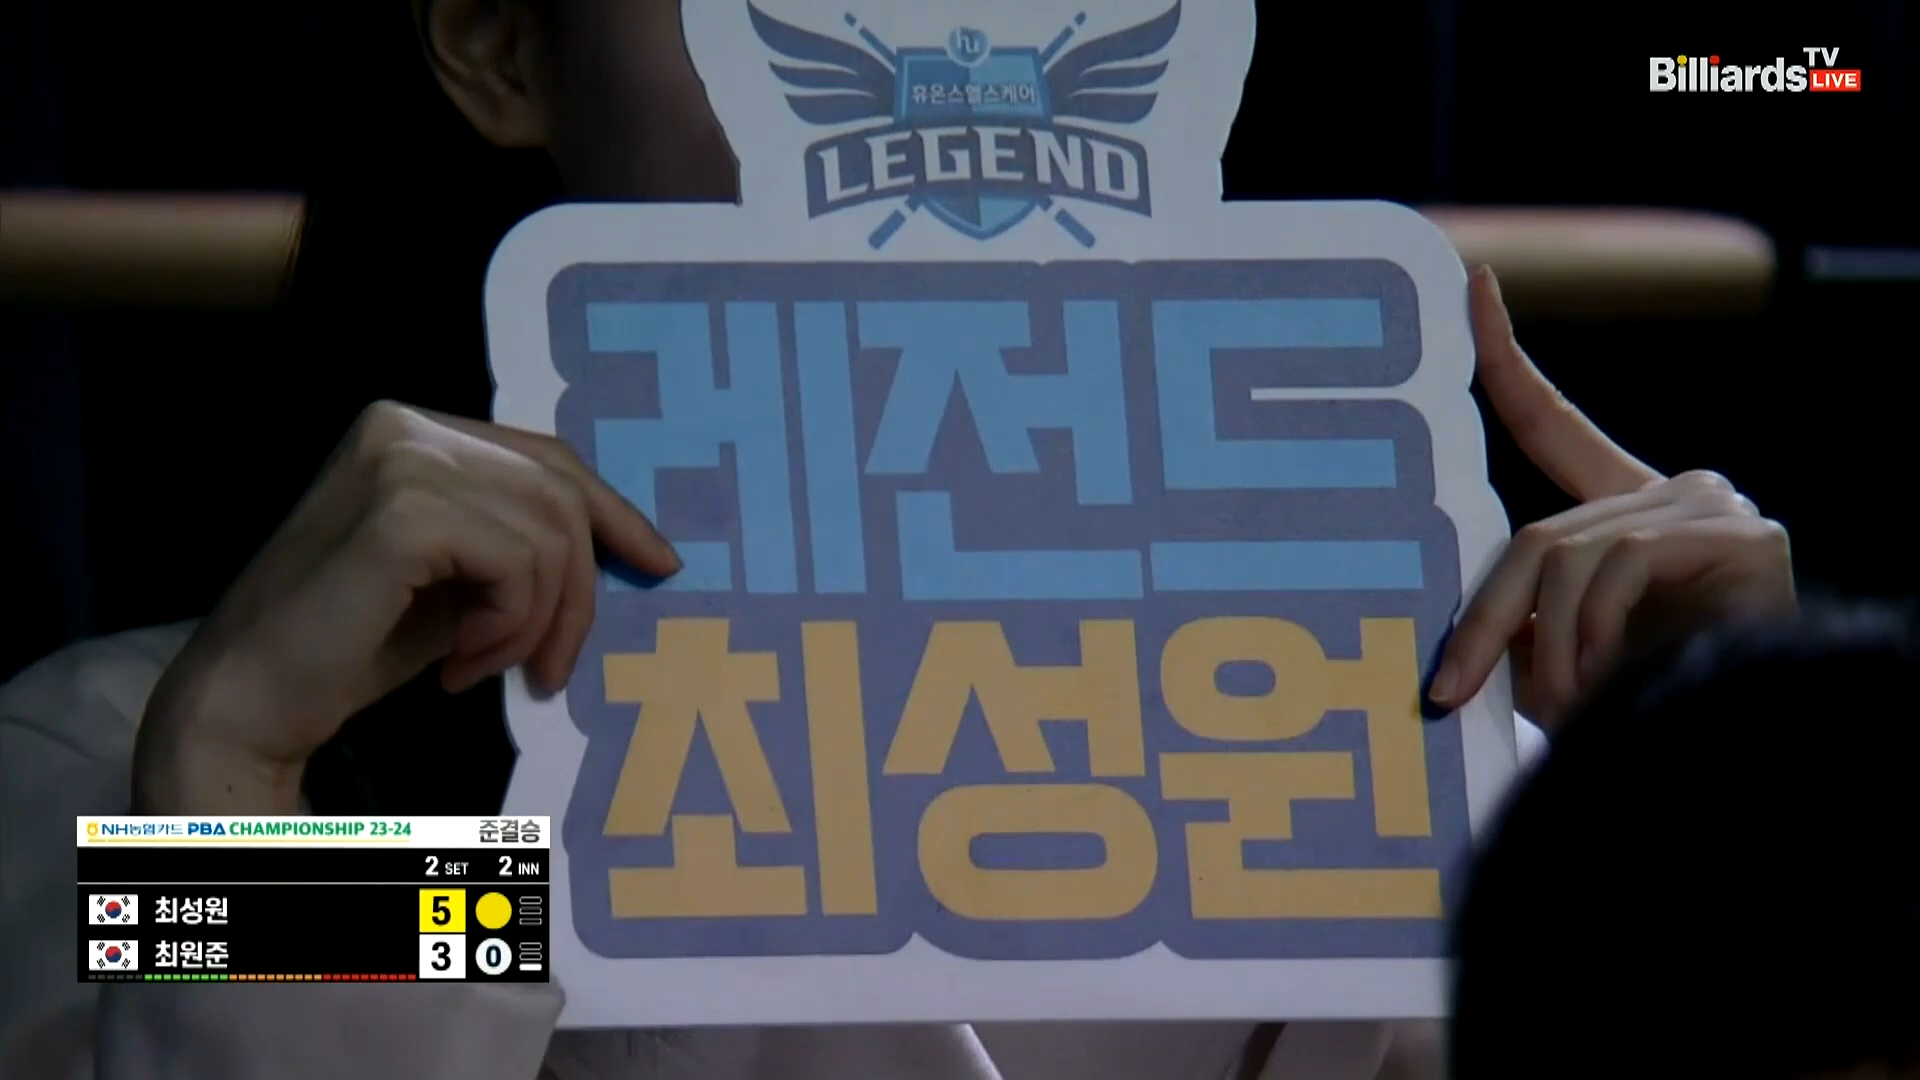 hu
휴온스헬스케어
LEGEND
Billiards TV LIVE
레전드
최성원
NH농협카드 PBA CHAMPIONSHIP 23-24 준결승
2 SET 2 INN
최성원 5
최원준 3 0